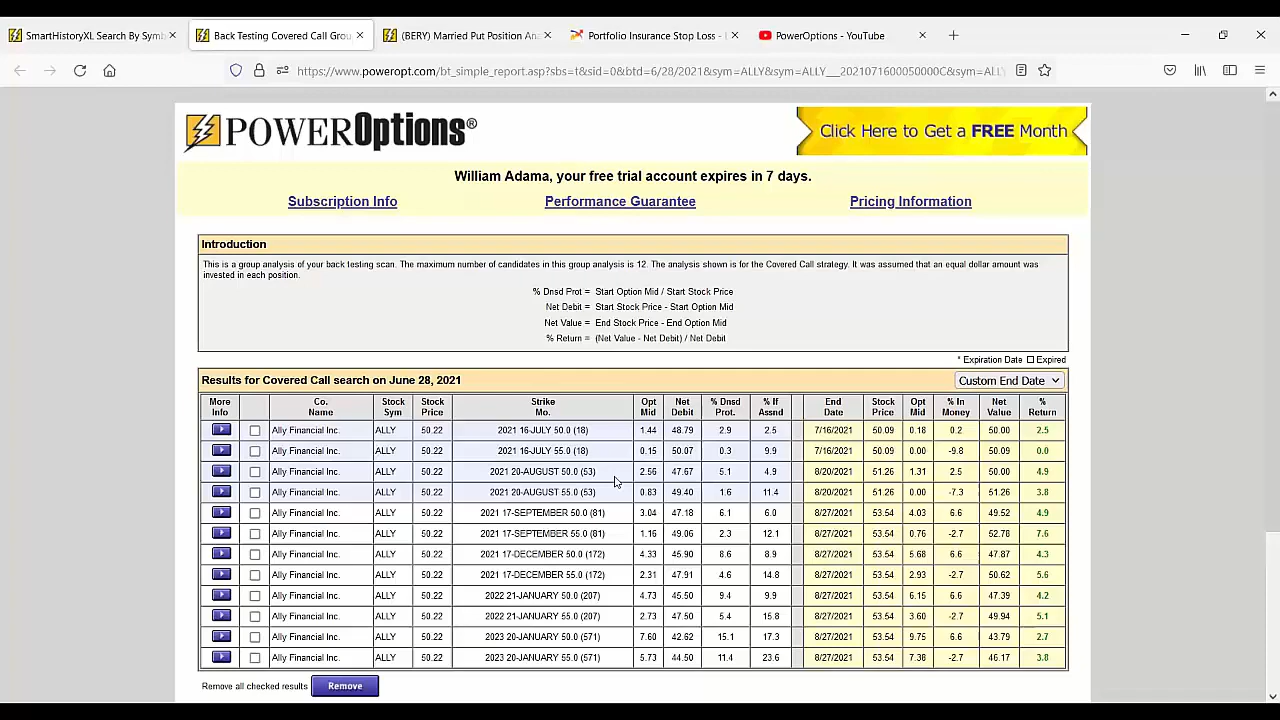 SmartHistoryXL Search By Symb
Back Testing Covered Call Grou
(BERY) Married Put Position An
Portfolio Insurance Stop Loss -
PowerOptions - YouTube
https://www.poweropt.com/bt_simple_report.asp?sbs=t&sid=0&btd=6/28/2021&sym=ALLY&sym=ALLY__2021071600050000C&sym=ALL
POWEROptions®
Click Here to Get a FREE Month
William Adama, your free trial account expires in 7 days.
Subscription Info Performance Guarantee Pricing Information
Introduction
This is a group analysis of your back testing scan. The maximum number of candidates in this group analysis is 12. The analysis shown is for the Covered Call strategy. It was assumed that an equal dollar amount was
invested in each position.
% Dnsd Prot = Start Option Mid / Start Stock Price
Net Debit = Start Stock Price - Start Option Mid
Net Value = End Stock Price - End Option Mid
% Return = (Net Value - Net Debit) / Net Debit
* Expiration Date Expired
Results for Covered Call search on June 28, 2021 Custom End Date
More Info Co. Name Stock Sym Stock Price Strike Mo. Opt Mid Net Debit % Dnsd Prot. % If Assnd End Date Stock Price Opt Mid % In Money Net Value % Return
Ally Financial Inc. ALLY 50.22 2021 16-JULY 50.0 (18) 1.44 48.79 2.9 2.5 7/16/2021 50.09 0.18 0.2 50.00 2.5
Ally Financial Inc. ALLY 50.22 2021 16-JULY 55.0 (18) 0.15 50.07 0.3 9.9 7/16/2021 50.09 0.00 -9.8 50.09 0.0
Ally Financial Inc. ALLY 50.22 2021 20-AUGUST 50.0 (53) 2.56 47.67 5.1 4.9 8/20/2021 51.26 1.31 2.5 50.00 4.9
Ally Financial Inc. ALLY 50.22 2021 20-AUGUST 55.0 (53) 0.83 49.40 1.6 11.4 8/20/2021 51.26 0.00 -7.3 51.26 3.8
Ally Financial Inc. ALLY 50.22 2021 17-SEPTEMBER 50.0 (81) 3.04 47.18 6.1 6.0 8/27/2021 53.54 4.03 6.6 49.52 4.9
Ally Financial Inc. ALLY 50.22 2021 17-SEPTEMBER 55.0 (81) 1.16 49.06 2.3 12.1 8/27/2021 53.54 0.76 -2.7 52.78 7.6
Ally Financial Inc. ALLY 50.22 2021 17-DECEMBER 50.0 (172) 4.33 45.90 8.6 8.9 8/27/2021 53.54 5.68 6.6 47.87 4.3
Ally Financial Inc. ALLY 50.22 2021 17-DECEMBER 55.0 (172) 2.31 47.91 4.6 14.8 8/27/2021 53.54 2.93 -2.7 50.62 5.6
Ally Financial Inc. ALLY 50.22 2022 21-JANUARY 50.0 (207) 4.73 45.50 9.4 9.9 8/27/2021 53.54 6.15 6.6 47.39 4.2
Ally Financial Inc. ALLY 50.22 2022 21-JANUARY 55.0 (207) 2.73 47.50 5.4 15.8 8/27/2021 53.54 3.60 -2.7 49.94 5.1
Ally Financial Inc. ALLY 50.22 2023 20-JANUARY 50.0 (571) 7.60 42.62 15.1 17.3 8/27/2021 53.54 9.75 6.6 43.79 2.7
Ally Financial Inc. ALLY 50.22 2023 20-JANUARY 55.0 (571) 5.73 44.50 11.4 23.6 8/27/2021 53.54 7.38 -2.7 46.17 3.8
Remove all checked results Remove